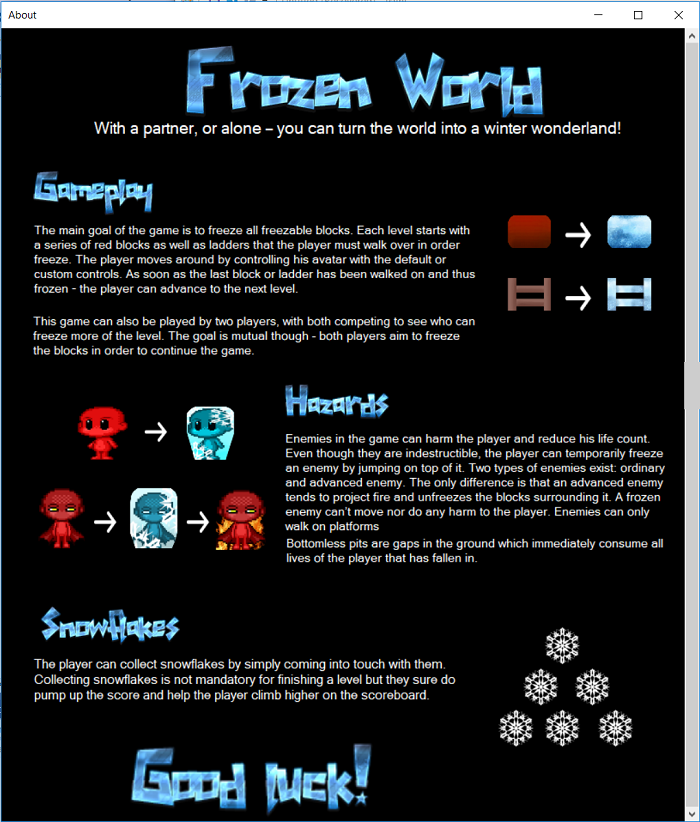 About
Frozen World
With a partner, or alone – you can turn the world into a winter wonderland!
Gameplay
The main goal of the game is to freeze all freezable blocks. Each level starts with
a series of red blocks as well as ladders that the player must walk over in order
freeze. The player moves around by controlling his avatar with the default or
custom controls. As soon as the last block or ladder has been walked on and thus
frozen - the player can advance to the next level.
This game can also be played by two players, with both competing to see who can
freeze more of the level. The goal is mutual though - both players aim to freeze
the blocks in order to continue the game.
Hazards
Enemies in the game can harm the player and reduce his life count.
Even though they are indestructible, the player can temporarily freeze
an enemy by jumping on top of it. Two types of enemies exist: ordinary
and advanced enemy. The only difference is that an advanced enemy
tends to project fire and unfreezes the blocks surrounding it. A frozen
enemy can't move nor do any harm to the player. Enemies can only
walk on platforms
Bottomless pits are gaps in the ground which immediately consume all
lives of the player that has fallen in.
Snowflakes
The player can collect snowflakes by simply coming into touch with them.
Collecting snowflakes is not mandatory for finishing a level but they sure do
pump up the score and help the player climb higher on the scoreboard.
Good luck!